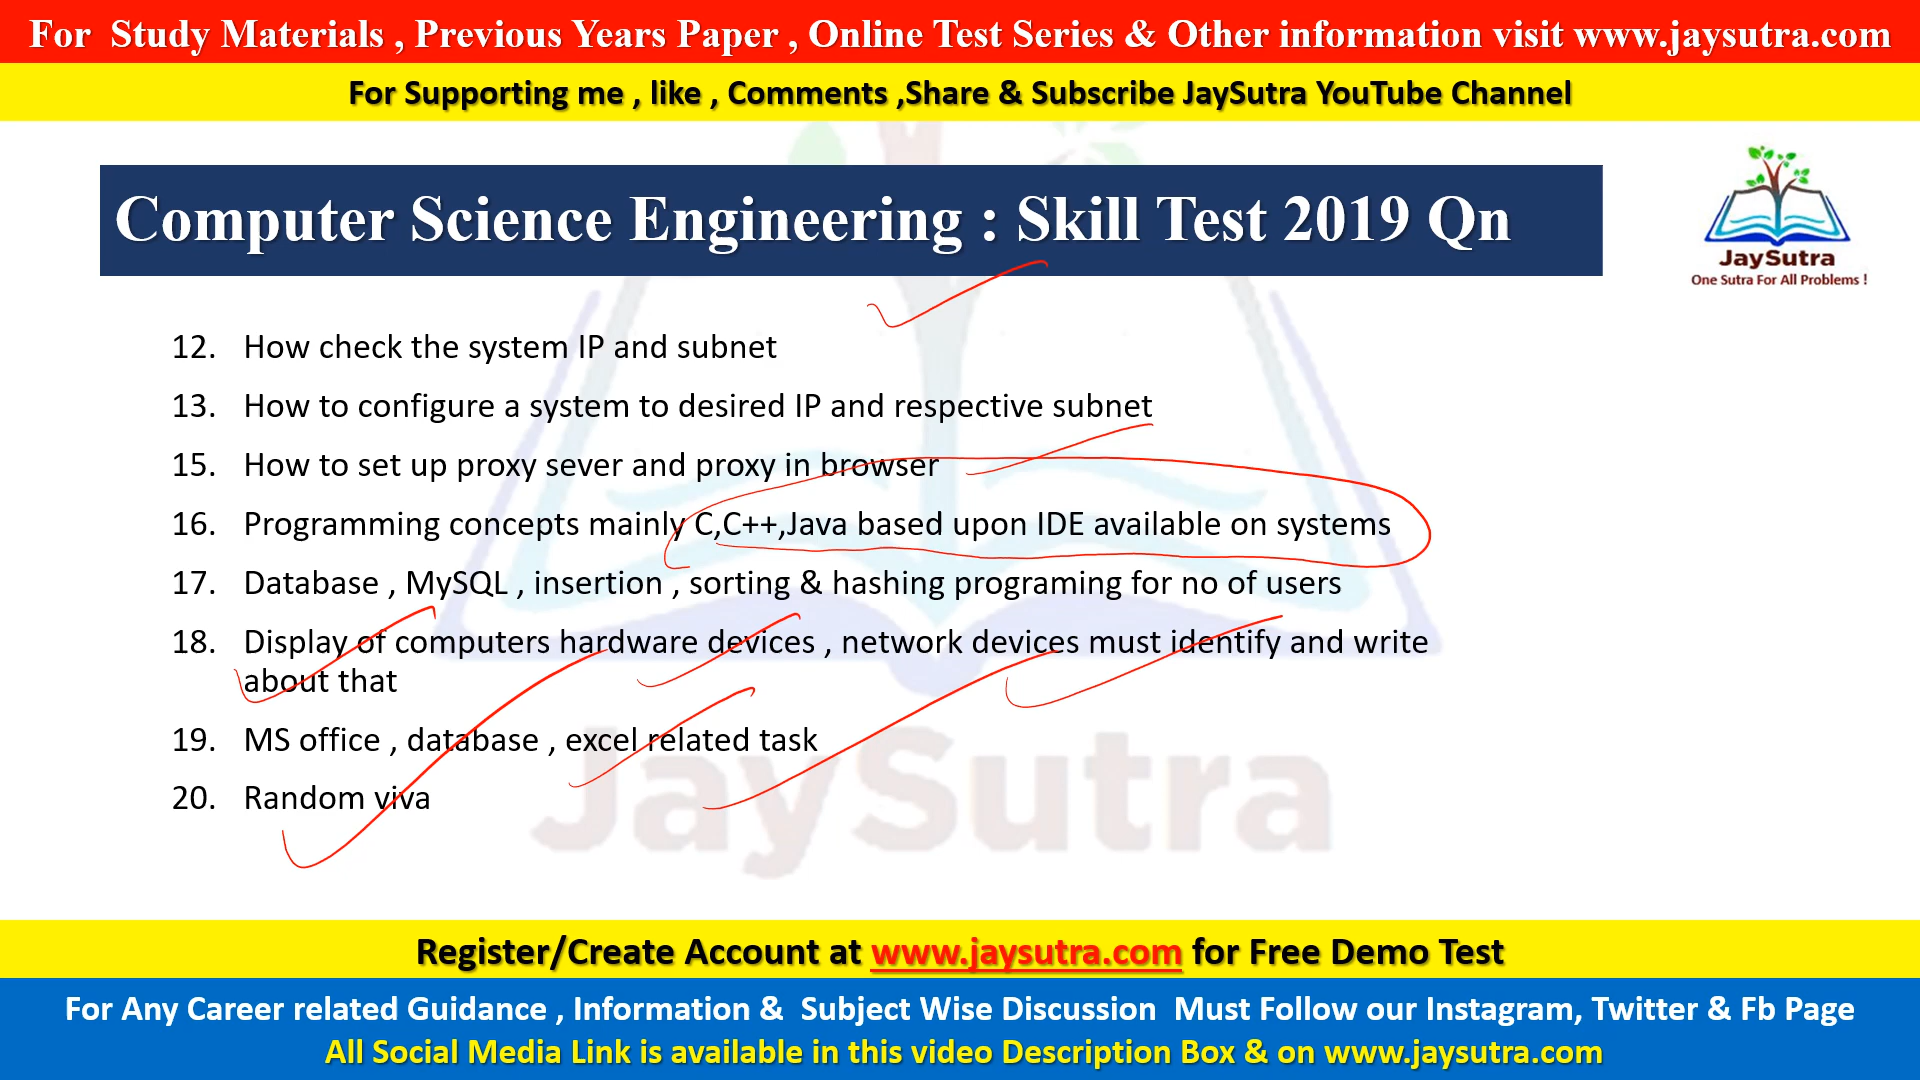 For Study Materials , Previous Years Paper , Online Test Series & Other information visit www.jaysutra.com
For Supporting me , like , Comments ,Share & Subscribe JaySutra YouTube Channel
Computer Science Engineering : Skill Test 2019 Qn
JaySutra
One Sutra For All Problems !
12. How check the system IP and subnet
13. How to configure a system to desired IP and respective subnet
15. How to set up proxy sever and proxy in browser
16. Programming concepts mainly C,C++,Java based upon IDE available on systems
17. Database , MySQL , insertion , sorting & hashing programing for no of users
18. Display of computers hardware devices , network devices must identify and write
about that
19. MS office , database , excel related task
20. Random viva
JaySutra
Register/Create Account at www.jaysutra.com for Free Demo Test
For Any Career related Guidance , Information & Subject Wise Discussion Must Follow our Instagram, Twitter & Fb Page
All Social Media Link is available in this video Description Box & on www.jaysutra.com